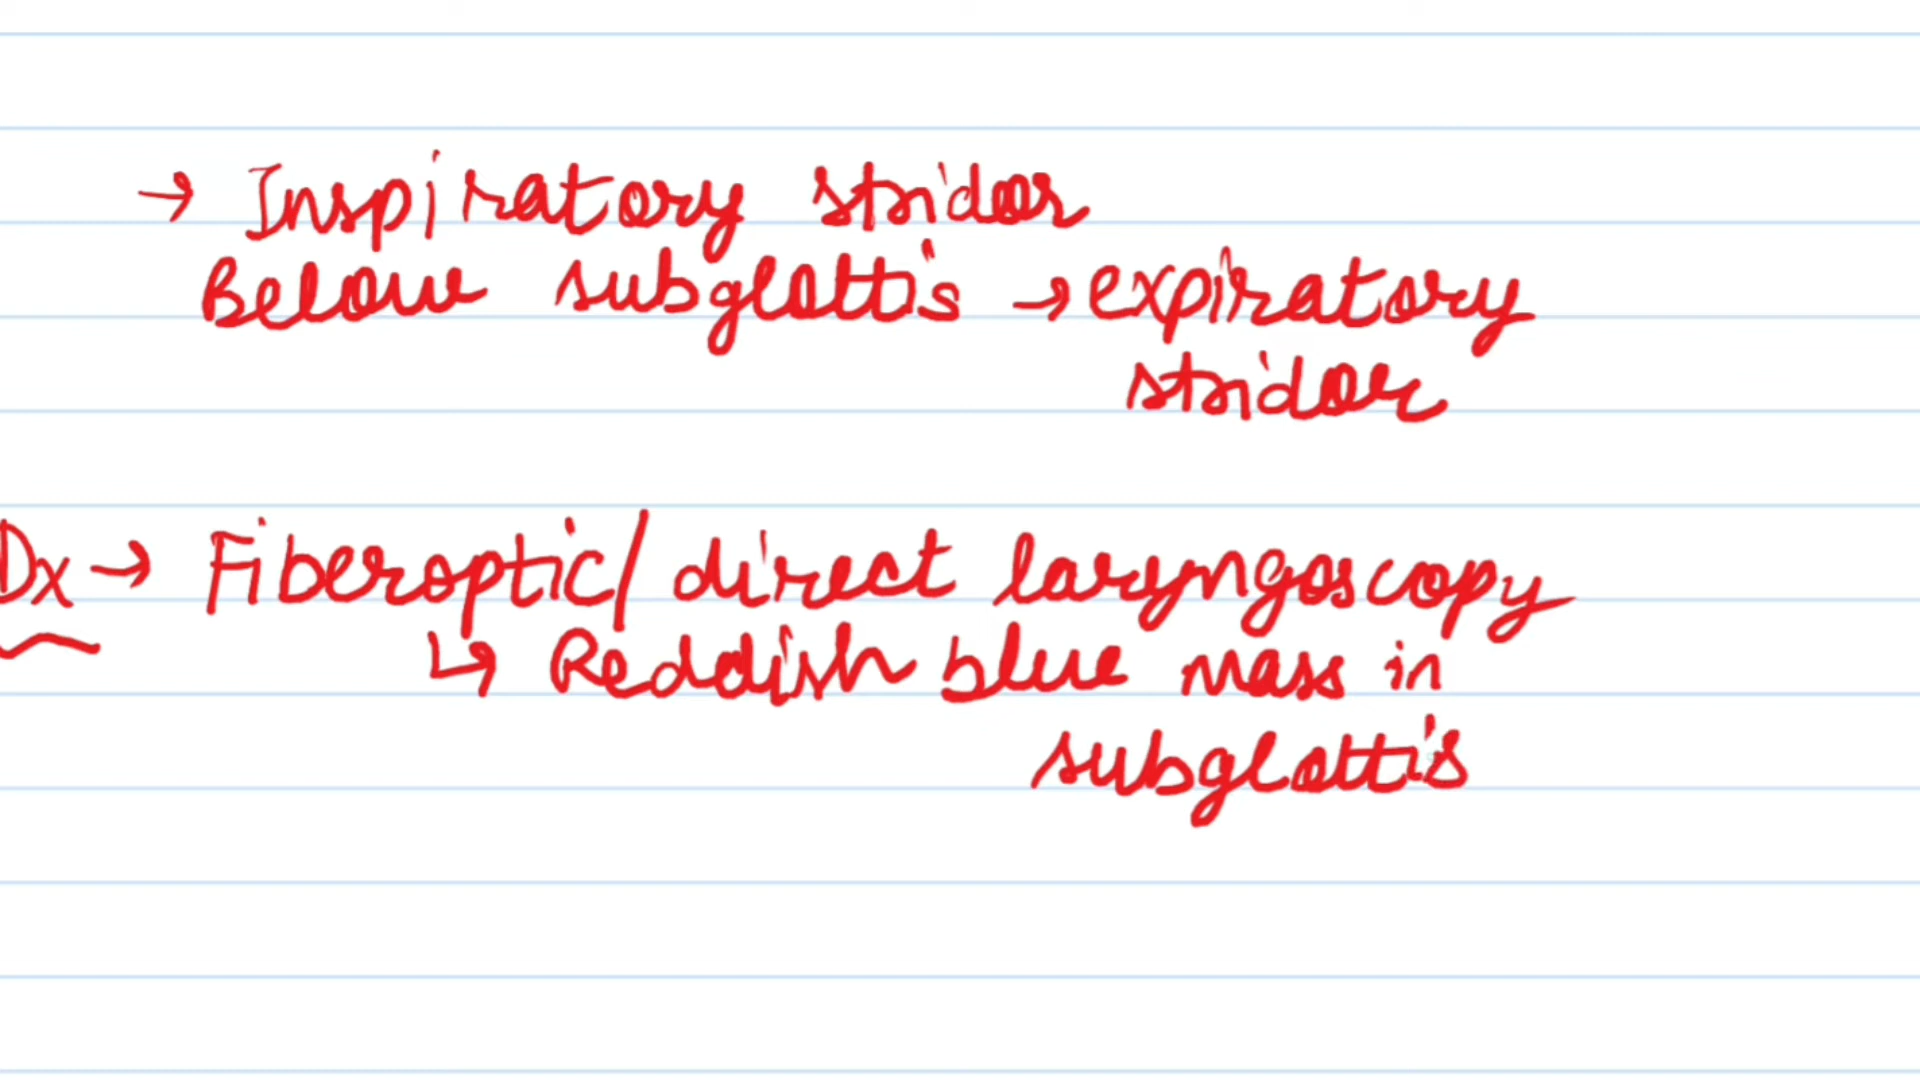 → Inspiratory stridor
Below subglottis → expiratory
stridor
Dx → Fiberoptic/direct laryngoscopy
↳ Reddish blue mass in
subglottis